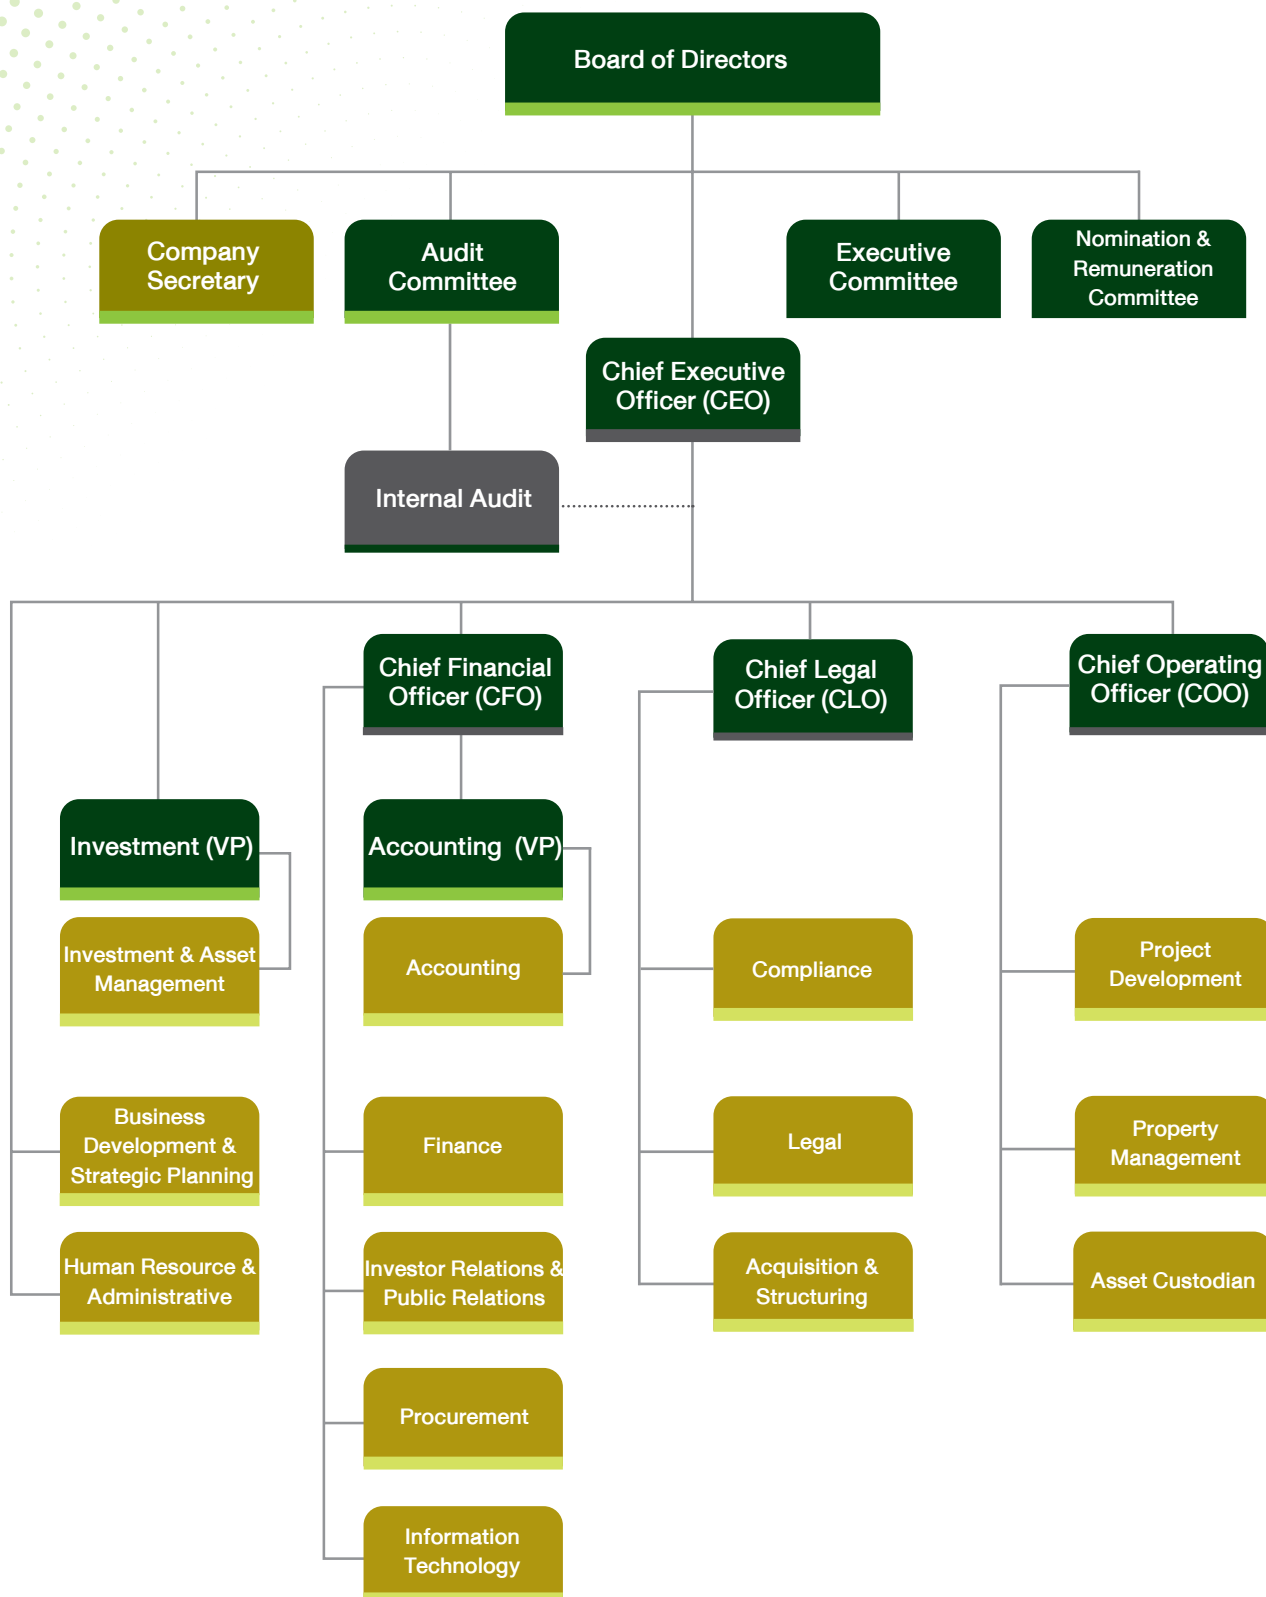 Board of Directors
Company
Secretary
Audit
Committee
Executive
Committee
Nomination &
Remuneration
Committee
Chief Executive
Officer (CEO)
Internal Audit
Chief Financial
Officer (CFO)
Chief Legal
Officer (CLO)
Chief Operating
Officer (COO)
Investment (VP)
Accounting (VP)
Investment & Asset
Management
Accounting
Compliance
Project
Development
Business
Development &
Strategic Planning
Finance
Legal
Property
Management
Human Resource &
Administrative
Investor Relations &
Public Relations
Acquisition &
Structuring
Asset Custodian
Procurement
Information
Technology